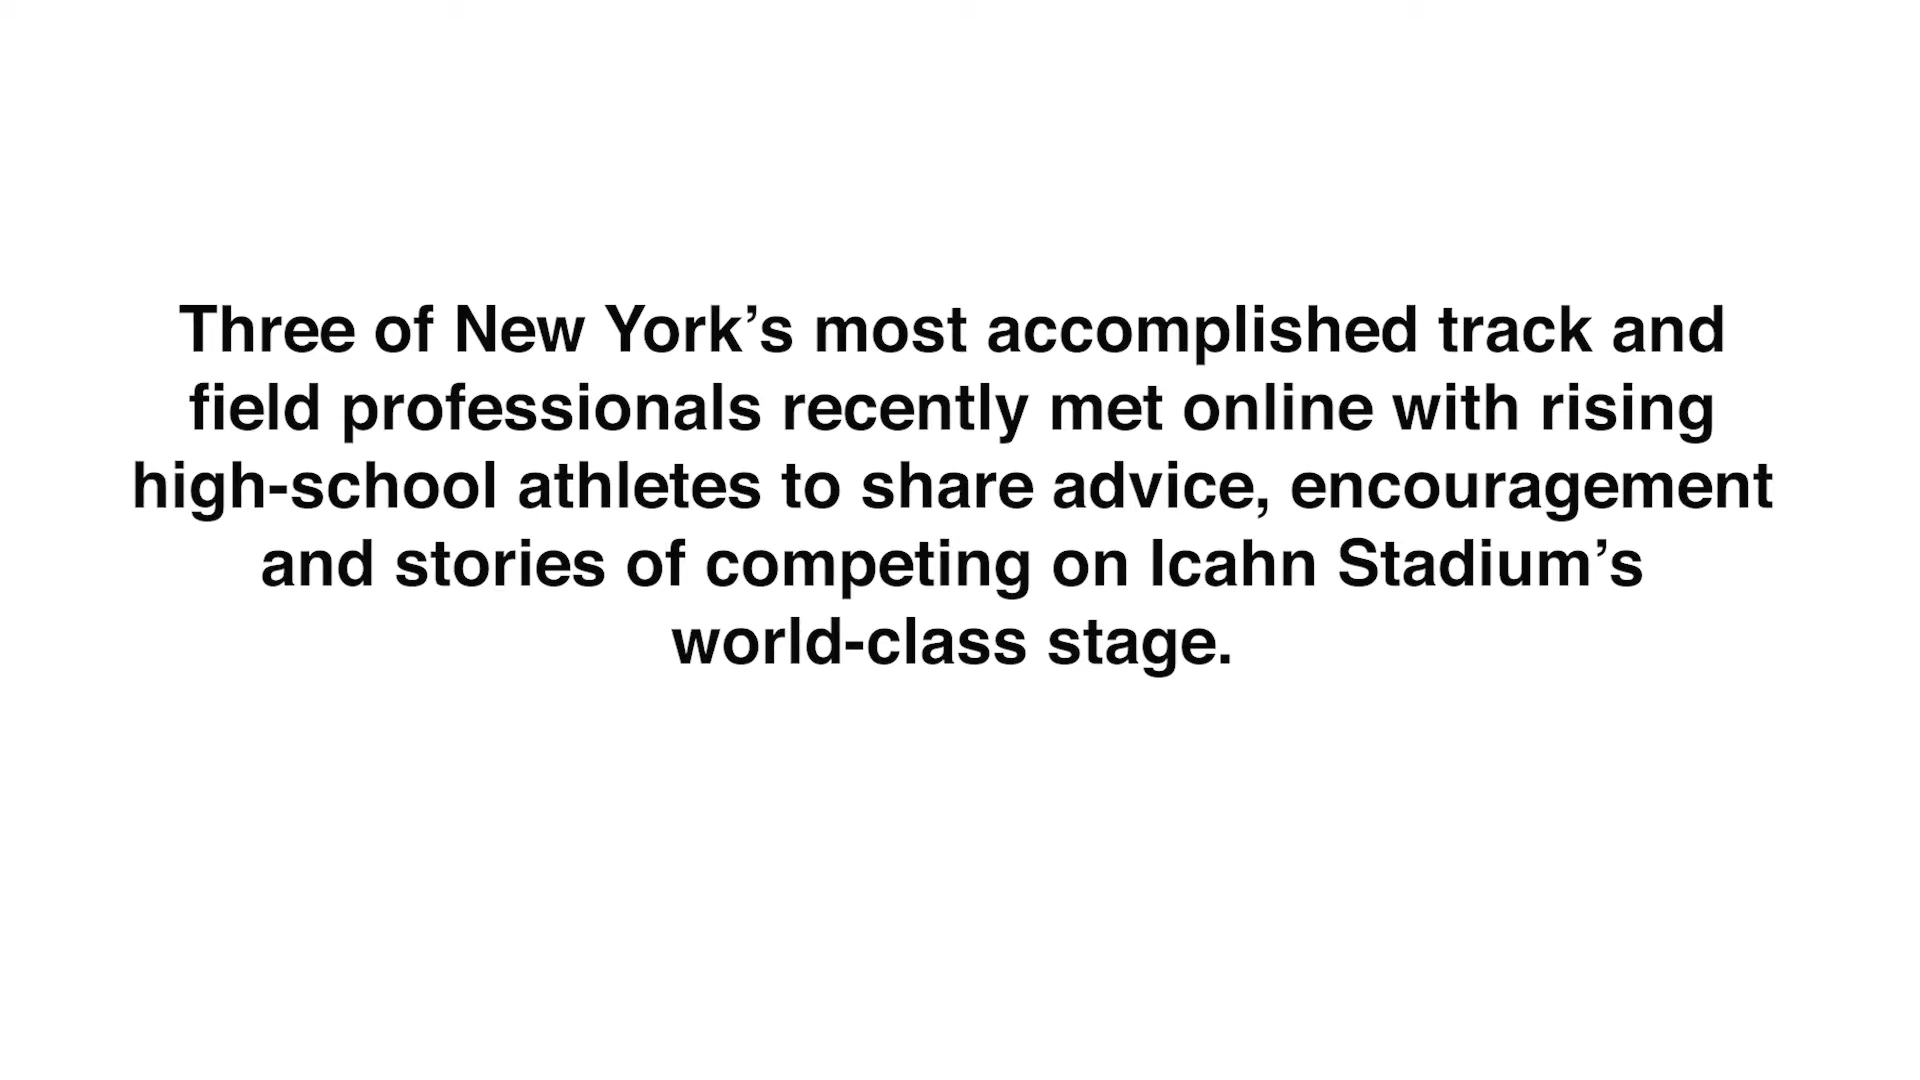 Three of New York’s most accomplished track and
field professionals recently met online with rising
high-school athletes to share advice, encouragement
and stories of competing on Icahn Stadium’s
world-class stage.